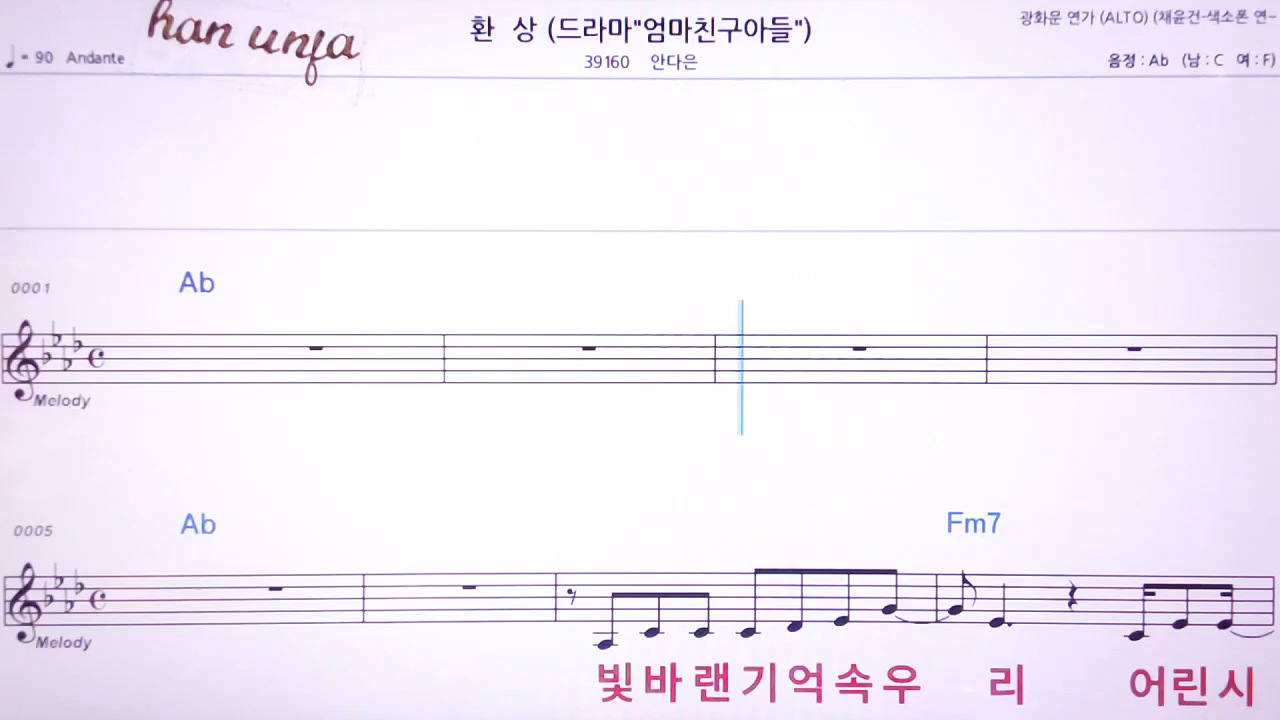 han unja
환 상 (드라마"엄마친구아들")
광화문 연가 (ALTO) (채윤건-색소폰 연-
♩ = 90 Andante
39160 안다은
음정 : Ab (남 : C 여 : F)
0001
Ab
Melody
0005
Ab Fm7
Melody
빛 바 랜 기 억 속 우 리 어 린 시